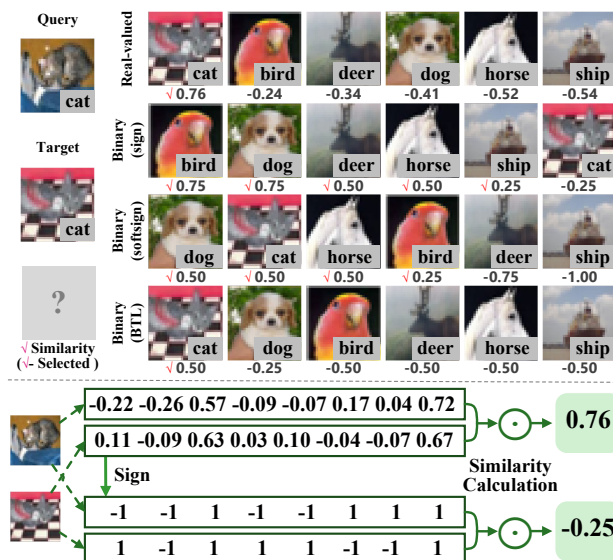 Query
cat
Target
cat
?
√ Similarity
(√- Selected )
Real-valued
cat bird deer dog horse ship
√ 0.76 -0.24 -0.34 -0.41 -0.52 -0.54
Binary
(sign)
bird dog deer horse ship cat
√ 0.75 √ 0.75 √ 0.50 √ 0.50 √ 0.25 -0.25
Binary
(softsign)
dog cat horse bird deer ship
√ 0.50 √ 0.50 √ 0.50 √ 0.25 -0.75 -1.00
Binary
(BTL)
cat dog bird deer horse ship
√ 0.50 -0.25 -0.50 -0.50 -0.50 -0.50
-0.22 -0.26 0.57 -0.09 -0.07 0.17 0.04 0.72
0.11 -0.09 0.63 0.03 0.10 -0.04 -0.07 0.67
0.76
Sign
Similarity
Calculation
-1 -1 1 -1 -1 1 1 1
1 -1 1 1 1 -1 -1 1
-0.25